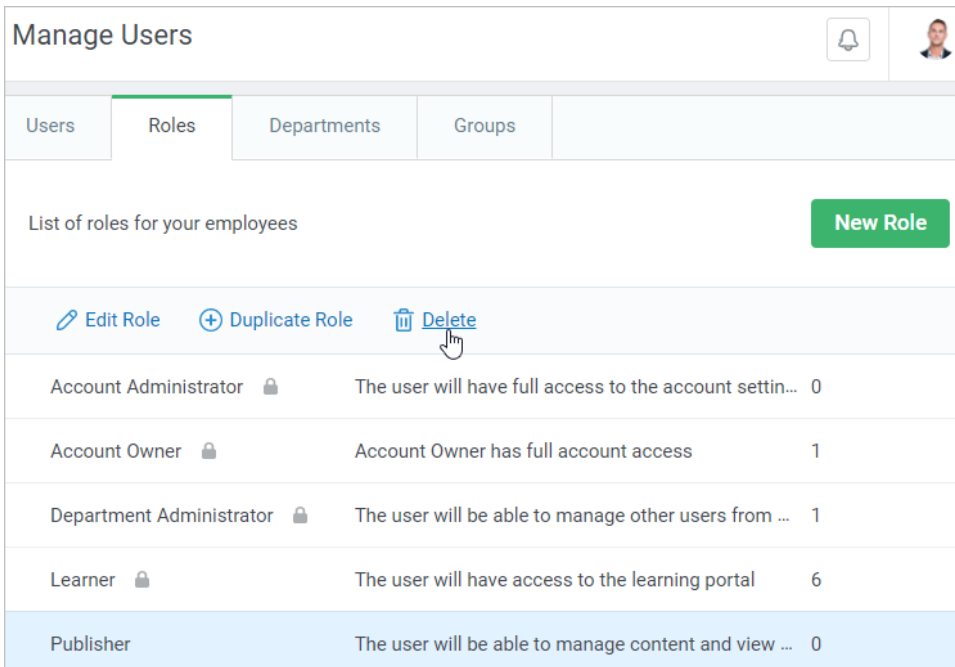 Manage Users
Users Roles Departments Groups
List of roles for your employees New Role
Edit Role Duplicate Role Delete
Account Administrator The user will have full access to the account settin... 0
Account Owner Account Owner has full account access 1
Department Administrator The user will be able to manage other users from ... 1
Learner The user will have access to the learning portal 6
Publisher The user will be able to manage content and view ... 0